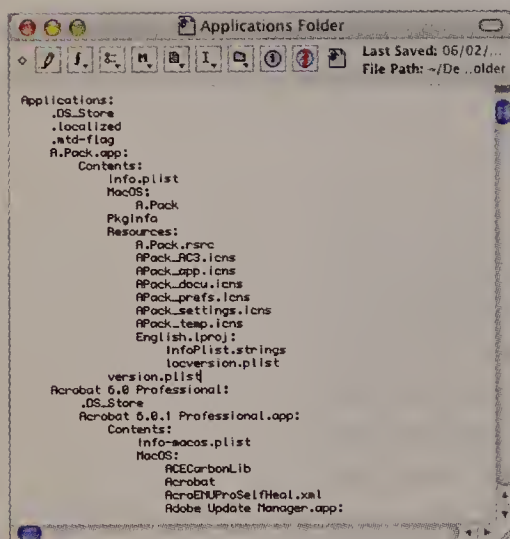 Applications Folder
Last Saved: 06/02/...
File Path: ~/De...older
Applications:
.DS_Store
.localized
.mtd-flag
A.Pack.app:
Contents:
Info.plist
MacOS:
A.Pack
PkgInfo
Resources:
A.Pack.rsrc
APack_AC3.icns
APack_app.icns
APack_docu.icns
APack_prefs.icns
APack_settings.icns
APack_temp.icns
English.lproj:
InfoPlist.strings
locversion.plist
version.plist
Acrobat 6.0 Professional:
.DS_Store
Acrobat 6.0.1 Professional.app:
Contents:
Info-macos.plist
MacOS:
ACECarbonLib
Acrobat
AcroEMUProSelfHeal.xml
Adobe Update Manager.app: